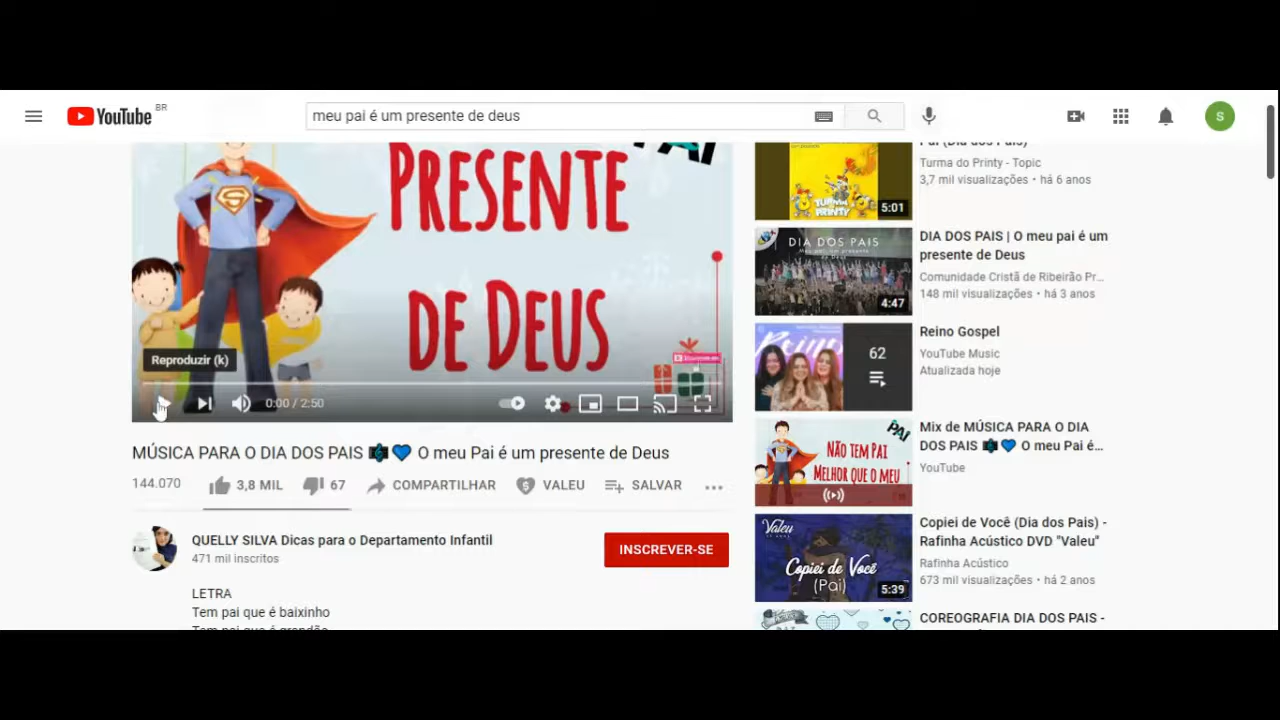 YouTube BR
meu pai é um presente de deus
S
PRESENTE
DE DEUS
Reproduzir (k)
0:00 / 2:50
MÚSICA PARA O DIA DOS PAIS 💙 O meu Pai é um presente de Deus
144.070
3,8 MIL
67
COMPARTILHAR
VALEU
SALVAR
QUELLY SILVA Dicas para o Departamento Infantil
471 mil inscritos
INSCREVER-SE
LETRA
Tem pai que é baixinho
Tem pai que é grandão
Pai (Dia dos Pais)
Turma do Printy - Topic
3,7 mil visualizações • há 6 anos
TURMA DO PRINTY
5:01
DIA DOS PAIS
4:47
DIA DOS PAIS | O meu pai é um
presente de Deus
Comunidade Cristã de Ribeirão Pr...
148 mil visualizações • há 3 anos
62
Reino Gospel
YouTube Music
Atualizada hoje
PAI
NÃO TEM PAI
MELHOR QUE O MEU
Mix de MÚSICA PARA O DIA
DOS PAIS 💙 O meu Pai é...
YouTube
Valeu
Copiei de Você
(Pai)
5:39
Copiei de Você (Dia dos Pais) -
Rafinha Acústico DVD "Valeu"
Rafinha Acústico
673 mil visualizações • há 2 anos
COREOGRAFIA DIA DOS PAIS -